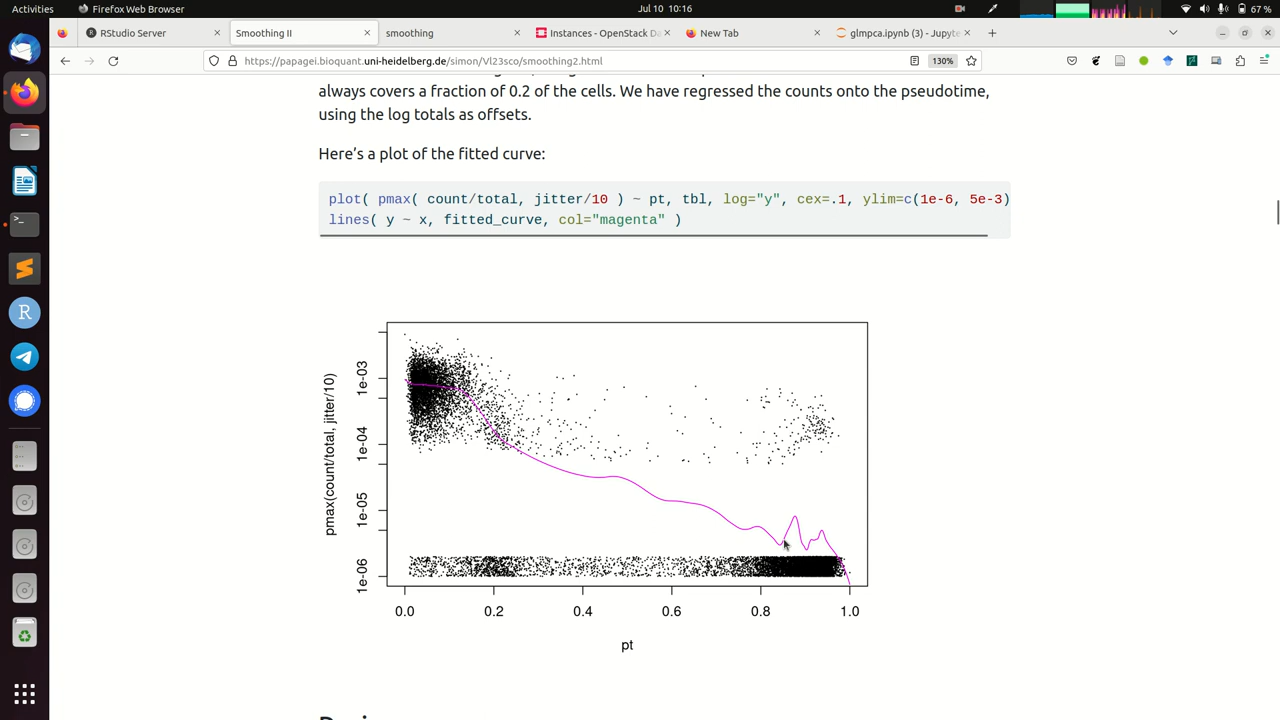 Activities
Firefox Web Browser
Jul 10 10:16
67 %
RStudio Server
Smoothing II
smoothing
Instances - OpenStack Da
New Tab
glmpca.ipynb (3) - Jupyte
https://papagei.bioquant.uni-heidelberg.de/simon/Vl23sco/smoothing2.html
130%
always covers a fraction of 0.2 of the cells. We have regressed the counts onto the pseudotime,
using the log totals as offsets.
Here's a plot of the fitted curve:
plot( pmax( count/total, jitter/10 ) ~ pt, tbl, log="y", cex=.1, ylim=c(1e-6, 5e-3)
lines( y ~ x, fitted_curve, col="magenta" )
pmax(count/total, jitter/10)
1e-03
1e-04
1e-05
1e-06
0.0 0.2 0.4 0.6 0.8 1.0
pt